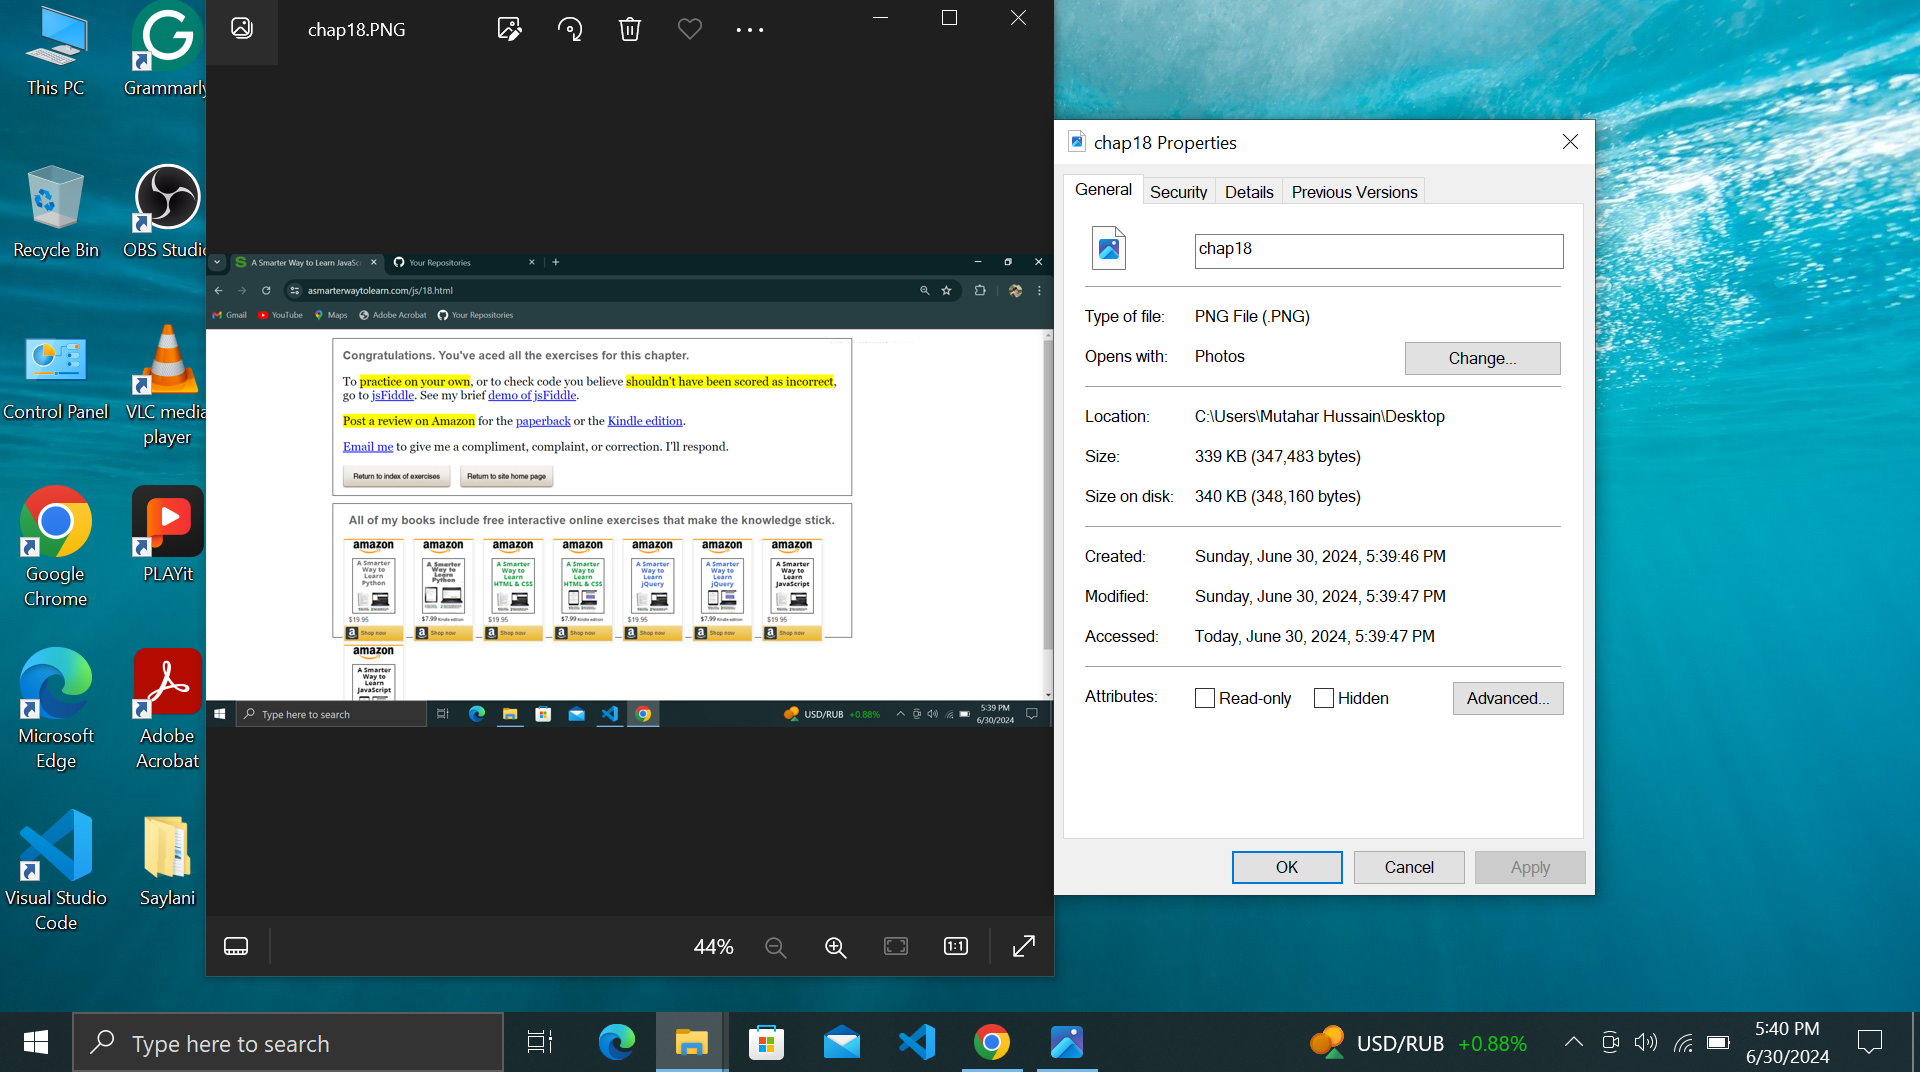 This PC
Grammarly
Recycle Bin
OBS Studio
Control Panel
VLC media
player
Google
Chrome
PLAYit
Microsoft
Edge
Adobe
Acrobat
Visual Studio
Code
Saylani
chap18.PNG
A Smarter Way to Learn JavaSc
Your Repositories
asmarterwaytolearn.com/js/18.html
Gmail
YouTube
Maps
Adobe Acrobat
Your Repositories
Congratulations. You've aced all the exercises for this chapter.
To practice on your own, or to check code you believe shouldn't have been scored as incorrect,
go to jsFiddle. See my brief demo of jsFiddle.
Post a review on Amazon for the paperback or the Kindle edition.
Email me to give me a compliment, complaint, or correction. I'll respond.
Return to index of exercises
Return to site home page
All of my books include free interactive online exercises that make the knowledge stick.
amazon amazon amazon amazon amazon amazon amazon
A Smarter Way to Learn Python
A Smarter Way to Learn Python
A Smarter Way to Learn HTML & CSS
A Smarter Way to Learn HTML & CSS
A Smarter Way to Learn jQuery
A Smarter Way to Learn jQuery
A Smarter Way to Learn JavaScript
$19.95 $7.99 Kindle edition $19.95 $7.99 Kindle edition $19.95 $7.99 Kindle edition $19.95
Shop now Shop now Shop now Shop now Shop now Shop now Shop now
amazon
A Smarter
Way to
Learn
JavaScript
Type here to search
USD/RUB +0.88%
5:39 PM
6/30/2024
44%
1:1
chap18 Properties
General Security Details Previous Versions
chap18
Type of file: PNG File (.PNG)
Opens with: Photos
Change...
Location: C:\Users\Mutahar Hussain\Desktop
Size: 339 KB (347,483 bytes)
Size on disk: 340 KB (348,160 bytes)
Created: Sunday, June 30, 2024, 5:39:46 PM
Modified: Sunday, June 30, 2024, 5:39:47 PM
Accessed: Today, June 30, 2024, 5:39:47 PM
Attributes: Read-only Hidden Advanced...
OK Cancel Apply
Type here to search
USD/RUB +0.88%
5:40 PM
6/30/2024